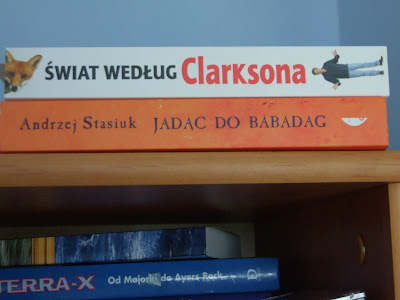 ŚWIAT WEDŁUG Clarksona
Andrzej Stasiuk JADĄC DO BABADAG
TERRA-X Od Majorki do Ayers Rock